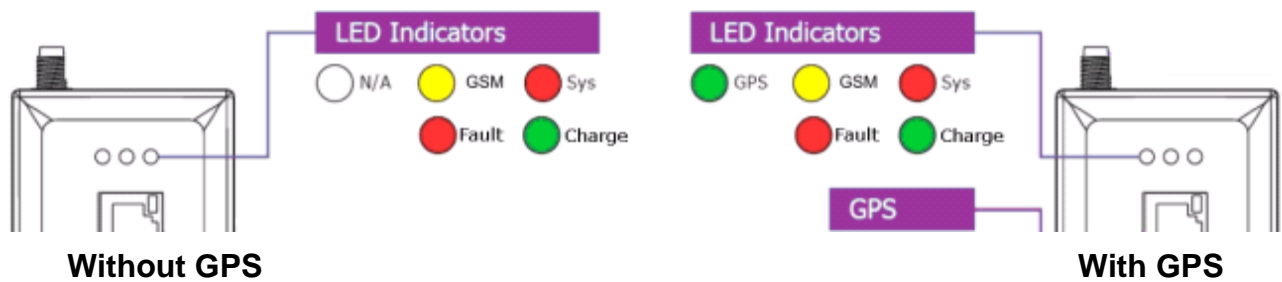 LED Indicators
N/A GSM Sys
Fault Charge
Without GPS
LED Indicators
GPS GSM Sys
Fault Charge
GPS
With GPS